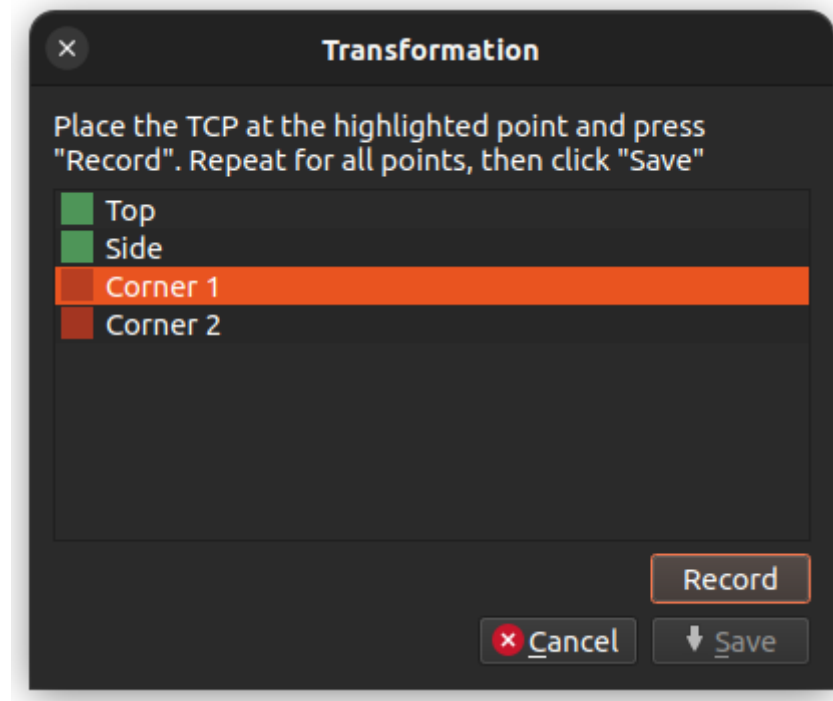 Transformation
Place the TCP at the highlighted point and press
"Record". Repeat for all points, then click "Save"
Top
Side
Corner 1
Corner 2
Record
Cancel
Save